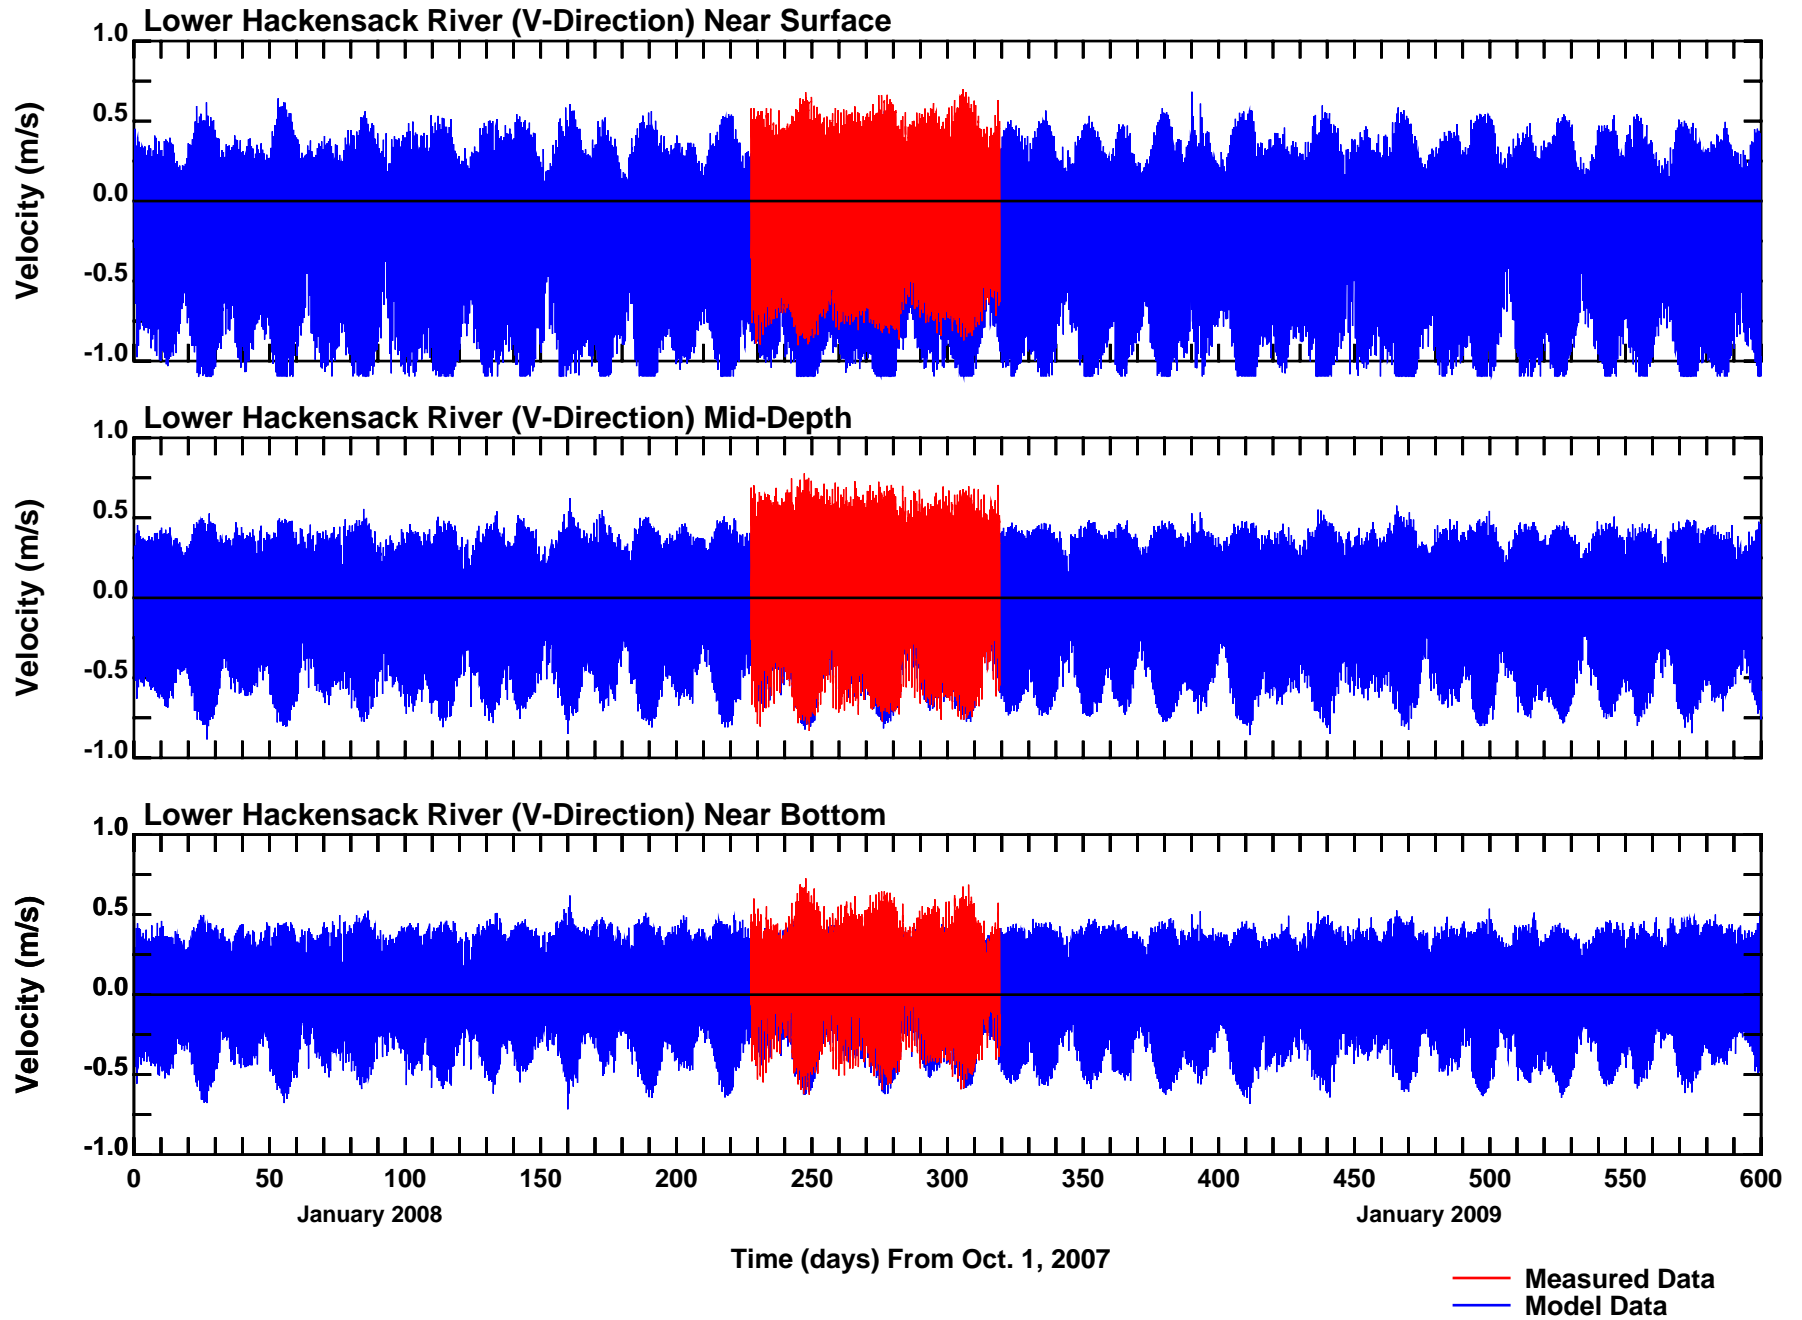 Lower Hackensack River (V-Direction) Near Surface
1.0
0.5
0.0
-0.5
-1.0
Velocity (m/s)
Lower Hackensack River (V-Direction) Mid-Depth
1.0
0.5
0.0
-0.5
-1.0
Velocity (m/s)
Lower Hackensack River (V-Direction) Near Bottom
1.0
0.5
0.0
-0.5
-1.0
Velocity (m/s)
0 50 100 150 200 250 300 350 400 450 500 550 600
January 2008 January 2009
Time (days) From Oct. 1, 2007
Measured Data
Model Data